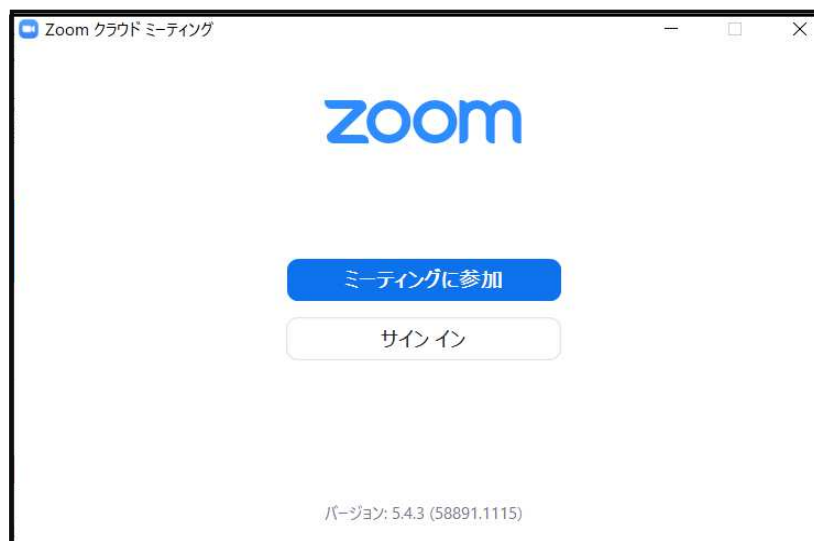 Zoom クラウド ミーティング
zoom
ミーティングに参加
サイン イン
バージョン: 5.4.3 (58891.1115)